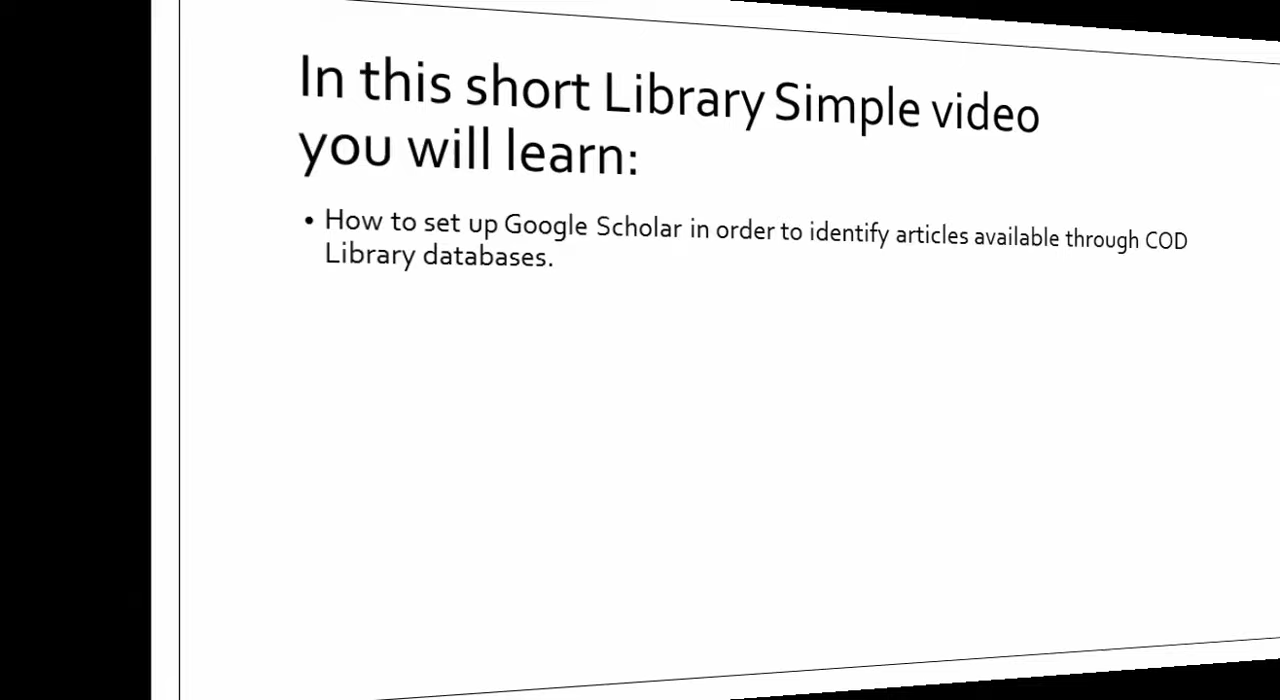 In this short Library Simple video
you will learn:
• How to set up Google Scholar in order to identify articles available through COD
Library databases.